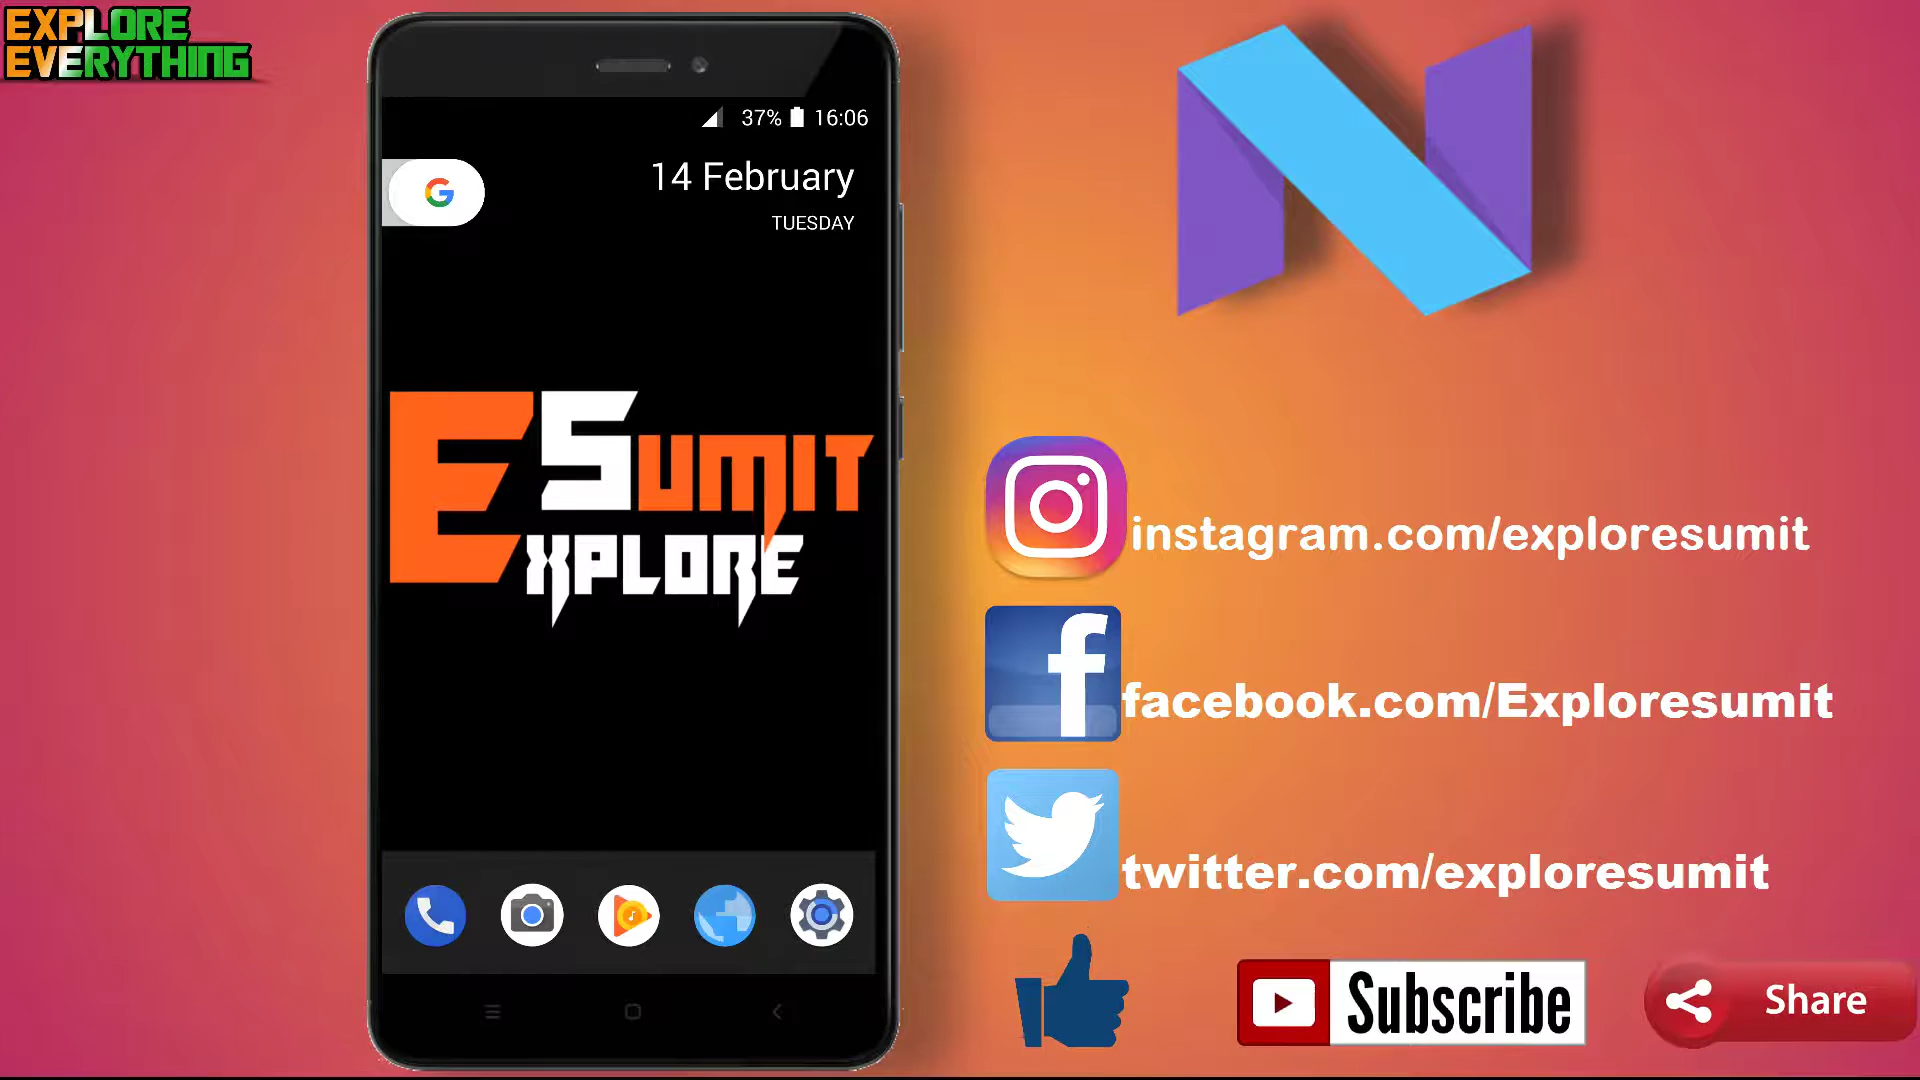 EXPLORE
EVERYTHING
37% 16:06
14 February
TUESDAY
G
ESUMIT
EXPLORE
instagram.com/exploresumit
facebook.com/Exploresumit
twitter.com/exploresumit
Subscribe
Share